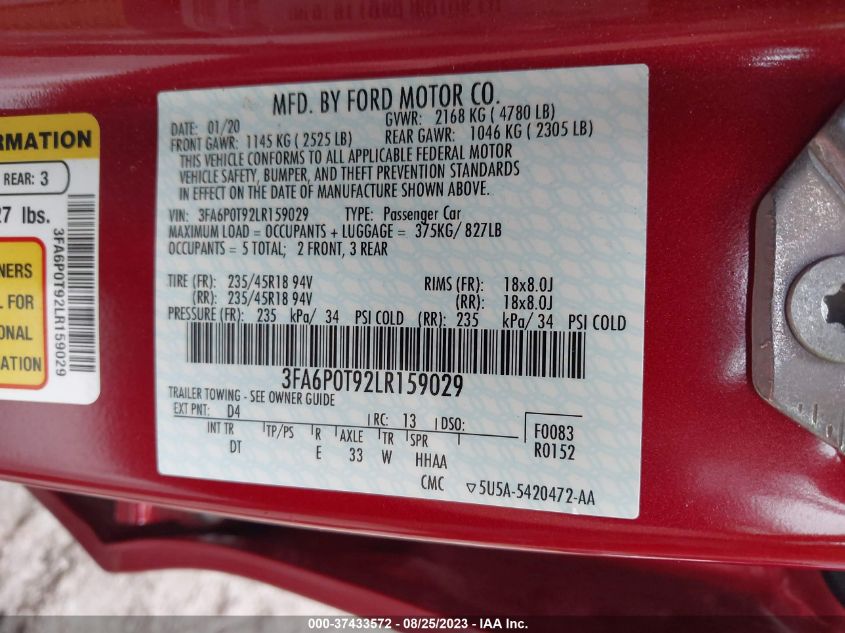 MFD. BY FORD MOTOR CO.
DATE: 01/20 GVWR: 2168 KG ( 4780 LB)
FRONT GAWR: 1145 KG ( 2525 LB) REAR GAWR: 1046 KG ( 2305 LB)
THIS VEHICLE CONFORMS TO ALL APPLICABLE FEDERAL MOTOR
VEHICLE SAFETY, BUMPER, AND THEFT PREVENTION STANDARDS
IN EFFECT ON THE DATE OF MANUFACTURE SHOWN ABOVE.
VIN: 3FA6P0T92LR159029 TYPE: Passenger Car
MAXIMUM LOAD = OCCUPANTS + LUGGAGE = 375KG/ 827LB
OCCUPANTS = 5 TOTAL; 2 FRONT, 3 REAR
TIRE (FR): 235/45R18 94V RIMS (FR): 18x8.0J
(RR): 235/45R18 94V (RR): 18x8.0J
PRESSURE (FR): 235 kPa/ 34 PSI COLD (RR): 235 kPa/ 34 PSI COLD
3FA6P0T92LR159029
TRAILER TOWING - SEE OWNER GUIDE
EXT PNT: D4 RC: 13 DSO:
INT TR TP/PS R AXLE TR SPR
DT E 33 W HHAA
F0083
R0152
CMC ▽5U5A-5420472-AA
RMATION
REAR: 3
27 lbs.
NERS
L FOR
ONAL
ATION
3FA6P0T92LR159029
000-37433572 - 08/25/2023 - IAA Inc.